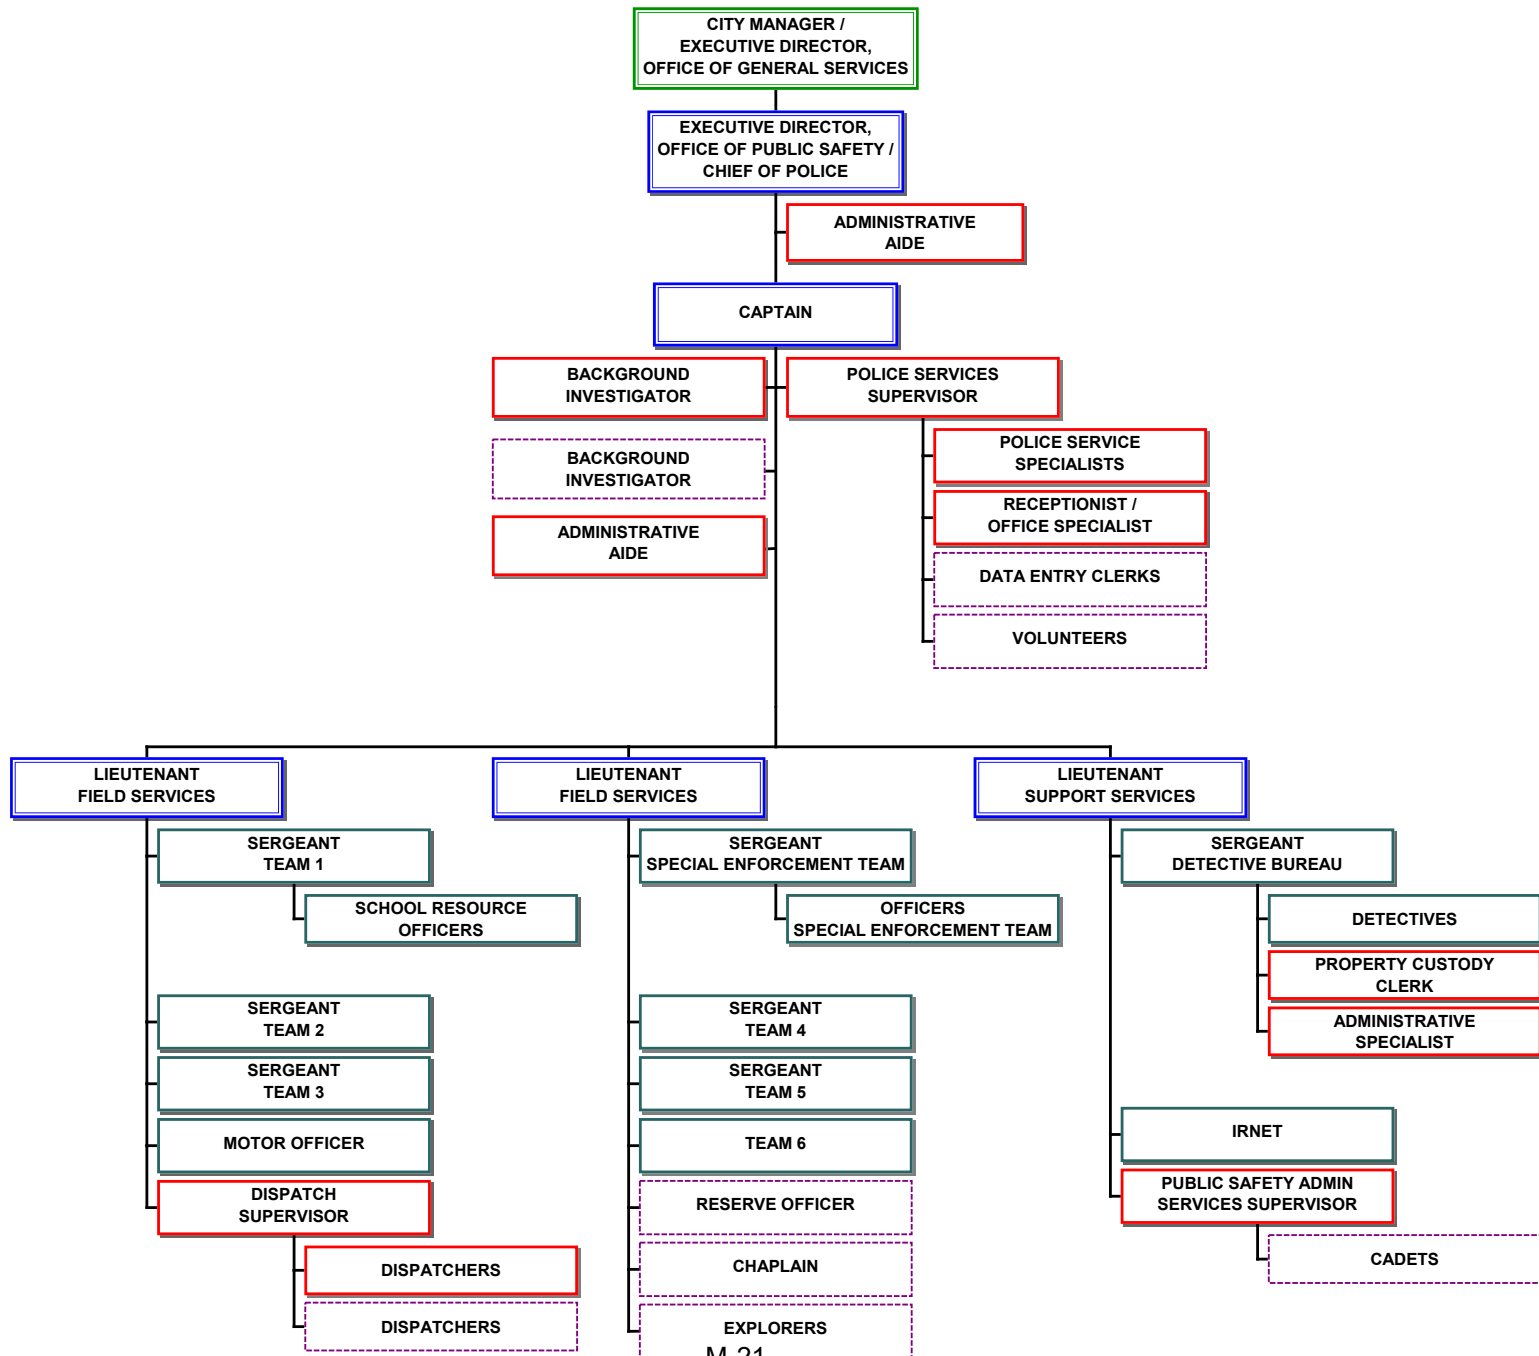 CITY MANAGER /
EXECUTIVE DIRECTOR,
OFFICE OF GENERAL SERVICES
EXECUTIVE DIRECTOR,
OFFICE OF PUBLIC SAFETY /
CHIEF OF POLICE
ADMINISTRATIVE
AIDE
CAPTAIN
BACKGROUND
INVESTIGATOR
POLICE SERVICES
SUPERVISOR
BACKGROUND
INVESTIGATOR
ADMINISTRATIVE
AIDE
POLICE SERVICE
SPECIALISTS
RECEPTIONIST /
OFFICE SPECIALIST
DATA ENTRY CLERKS
VOLUNTEERS
LIEUTENANT
FIELD SERVICES
SERGEANT
TEAM 1
SCHOOL RESOURCE
OFFICERS
SERGEANT
TEAM 2
SERGEANT
TEAM 3
MOTOR OFFICER
DISPATCH
SUPERVISOR
DISPATCHERS
DISPATCHERS
LIEUTENANT
FIELD SERVICES
SERGEANT
SPECIAL ENFORCEMENT TEAM
OFFICERS
SPECIAL ENFORCEMENT TEAM
SERGEANT
TEAM 4
SERGEANT
TEAM 5
TEAM 6
RESERVE OFFICER
CHAPLAIN
EXPLORERS
LIEUTENANT
SUPPORT SERVICES
SERGEANT
DETECTIVE BUREAU
DETECTIVES
PROPERTY CUSTODY
CLERK
ADMINISTRATIVE
SPECIALIST
IRNET
PUBLIC SAFETY ADMIN
SERVICES SUPERVISOR
CADETS
M-21